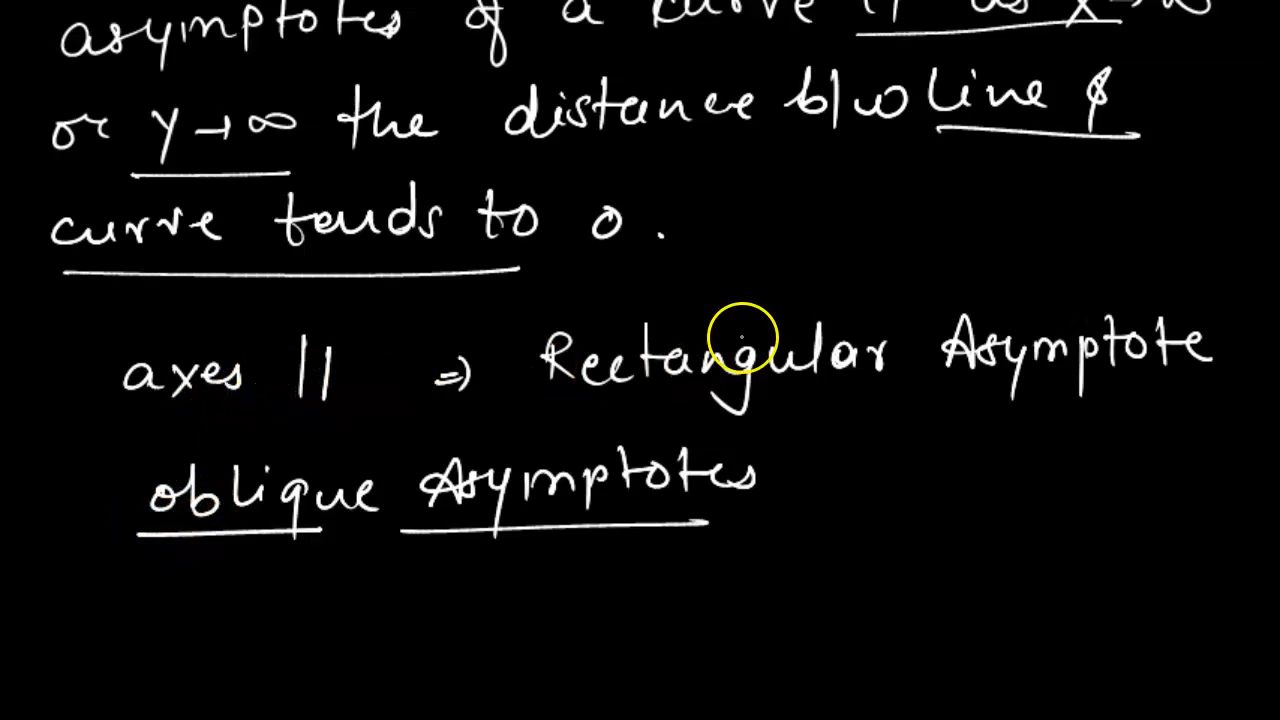 asymptotes of a curve if as x→∞
or y→∞ the distance b/w line &
curve tends to 0.
axes || ⇒ Rectangular Asymptote
oblique Asymptotes